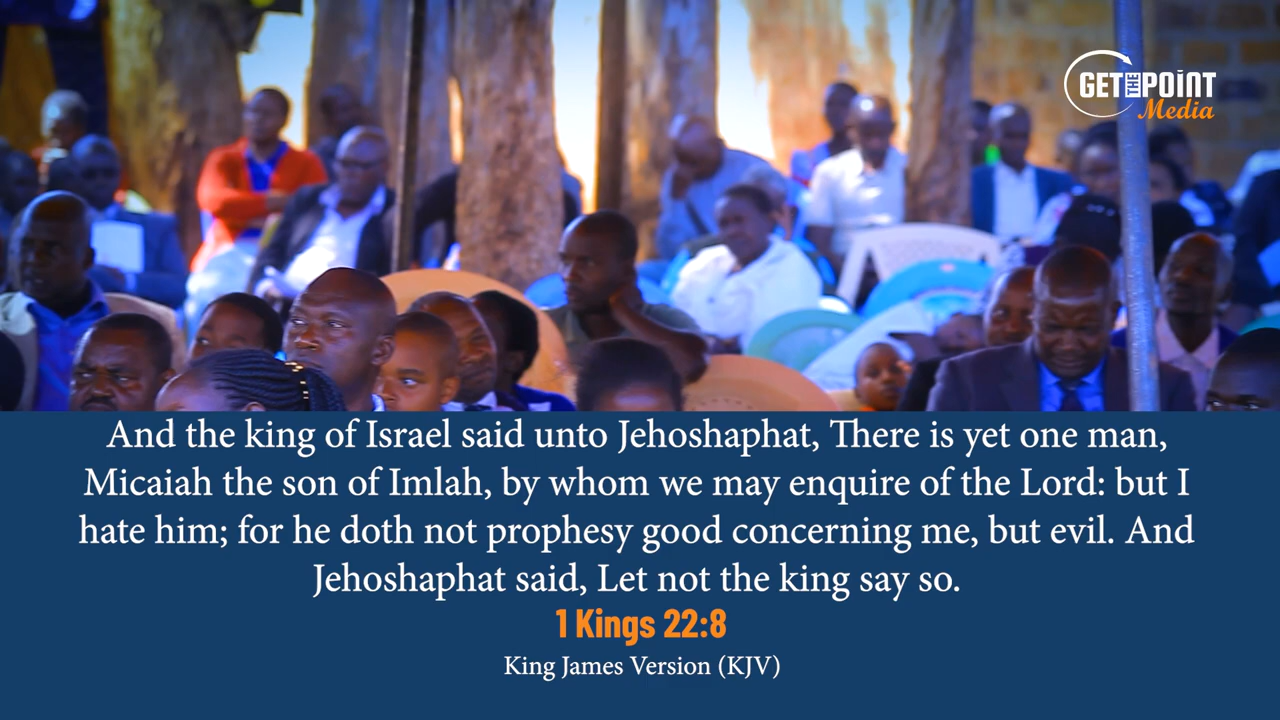 GET THE POINT
Media
And the king of Israel said unto Jehoshaphat, There is yet one man,
Micaiah the son of Imlah, by whom we may enquire of the Lord: but I
hate him; for he doth not prophesy good concerning me, but evil. And
Jehoshaphat said, Let not the king say so.
1 Kings 22:8
King James Version (KJV)